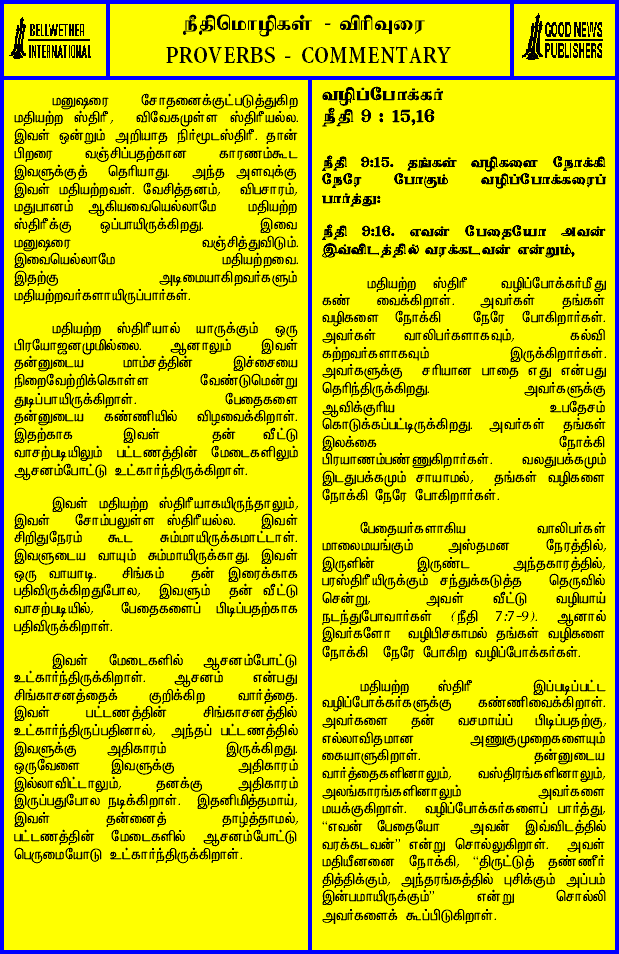 BELLWETHER
INTERNATIONAL
நீதிமொழிகள் - விரிவுரை
PROVERBS - COMMENTARY
GOOD NEWS
PUBLISHERS
மனுஷரை சோதனைக்குட்படுத்துகிற
மதியற்ற ஸ்திரீ, விவேகமுள்ள ஸ்திரீயல்ல.
இவள் ஒன்றும் அறியாத நிர்மூடஸ்திரீ. தான்
பிறரை வஞ்சிப்பதற்கான காரணம்கூட
இவளுக்குத் தெரியாது. அந்த அளவுக்கு
இவள் மதியற்றவள். வேசித்தனம், விபசாரம்,
மதுபானம் ஆகியவையெல்லாமே மதியற்ற
ஸ்திரீக்கு ஒப்பாயிருக்கிறது. இவை
மனுஷரை வஞ்சித்துவிடும்.
இவையெல்லாமே மதியற்றவை.
இதற்கு அடிமையாகிறவர்களும்
மதியற்றவர்களாயிருப்பார்கள்.
மதியற்ற ஸ்திரீயால் யாருக்கும் ஒரு
பிரயோஜனமுமில்லை. ஆனாலும் இவள்
தன்னுடைய மாம்சத்தின் இச்சையை
நிறைவேற்றிக்கொள்ள வேண்டுமென்று
துடிப்பாயிருக்கிறாள். பேதைகளை
தன்னுடைய கண்ணியில் விழவைக்கிறாள்.
இதற்காக இவள் தன் வீட்டு
வாசற்படியிலும் பட்டணத்தின் மேடைகளிலும்
ஆசனம்போட்டு உட்கார்ந்திருக்கிறாள்.
இவள் மதியற்ற ஸ்திரீயாகயிருந்தாலும்,
இவள் சோம்பலுள்ள ஸ்திரீயல்ல. இவள்
சிறிதுநேரம் கூட சும்மாயிருக்கமாட்டாள்.
இவளுடைய வாயும் சும்மாயிருக்காது. இவள்
ஒரு வாயாடி. சிங்கம் தன் இரைக்காக
பதிவிருக்கிறதுபோல, இவளும் தன் வீட்டு
வாசற்படியில், பேதைகளைப் பிடிப்பதற்காக
பதிவிருக்கிறாள்.
இவள் மேடைகளில் ஆசனம்போட்டு
உட்கார்ந்திருக்கிறாள். ஆசனம் என்பது
சிங்காசனத்தைக் குறிக்கிற வார்த்தை.
இவள் பட்டணத்தின் சிங்காசனத்தில்
உட்கார்ந்திருப்பதினால், அந்தப் பட்டணத்தில்
இவளுக்கு அதிகாரம் இருக்கிறது.
ஒருவேளை இவளுக்கு அதிகாரம்
இல்லாவிட்டாலும், தனக்கு அதிகாரம்
இருப்பதுபோல நடிக்கிறாள். இதனிமித்தமாய்,
இவள் தன்னைத் தாழ்த்தாமல்,
பட்டணத்தின் மேடைகளில் ஆசனம்போட்டு
பெருமையோடு உட்கார்ந்திருக்கிறாள்.
வழிப்போக்கர்
நீதி 9 : 15,16
நீதி 9:15. தங்கள் வழிகளை நோக்கி
நேரே போகும் வழிப்போக்கரைப்
பார்த்து:
நீதி 9:16. எவன் பேதையோ அவன்
இவ்விடத்தில் வரக்கடவன் என்றும்,
மதியற்ற ஸ்திரீ வழிப்போக்கர்மீது
கண் வைக்கிறாள். அவர்கள் தங்கள்
வழிகளை நோக்கி நேரே போகிறார்கள்.
அவர்கள் வாலிபர்களாகவும், கல்வி
கற்றவர்களாகவும் இருக்கிறார்கள்.
அவர்களுக்கு சரியான பாதை எது என்பது
தெரிந்திருக்கிறது. அவர்களுக்கு
ஆவிக்குரிய உபதேசம்
கொடுக்கப்பட்டிருக்கிறது. அவர்கள் தங்கள்
இலக்கை நோக்கி
பிரயாணம்பண்ணுகிறார்கள். வலதுபக்கமும்
இடதுபக்கமும் சாயாமல், தங்கள் வழிகளை
நோக்கி நேரே போகிறார்கள்.
பேதையர்களாகிய வாலிபர்கள்
மாலைமயங்கும் அஸ்தமன நேரத்தில்,
இருளின் இருண்ட அந்தகாரத்தில்,
பரஸ்திரீயிருக்கும் சந்துக்கடுத்த தெருவில்
சென்று, அவள் வீட்டு வழியாய்
நடந்துபோவார்கள் (நீதி 7:7-9). ஆனால்
இவர்களோ வழிபிசகாமல் தங்கள் வழிகளை
நோக்கி நேரே போகிற வழிப்போக்கர்கள்.
மதியற்ற ஸ்திரீ இப்படிப்பட்ட
வழிப்போக்கர்களுக்கு கண்ணிவைக்கிறாள்.
அவர்களை தன் வசமாய்ப் பிடிப்பதற்கு,
எல்லாவிதமான அணுகுமுறைகளையும்
கையாளுகிறாள். தன்னுடைய
வார்த்தைகளினாலும், வஸ்திரங்களினாலும்,
அலங்காரங்களினாலும் அவர்களை
மயக்குகிறாள். வழிப்போக்கர்களைப் பார்த்து,
“எவன் பேதையோ அவன் இவ்விடத்தில்
வரக்கடவன்” என்று சொல்லுகிறாள். அவள்
மதியீனனை நோக்கி, “திருட்டுத் தண்ணீர்
தித்திக்கும், அந்தரங்கத்தில் புசிக்கும் அப்பம்
இன்பமாயிருக்கும்” என்று சொல்லி
அவர்களைக் கூப்பிடுகிறாள்.